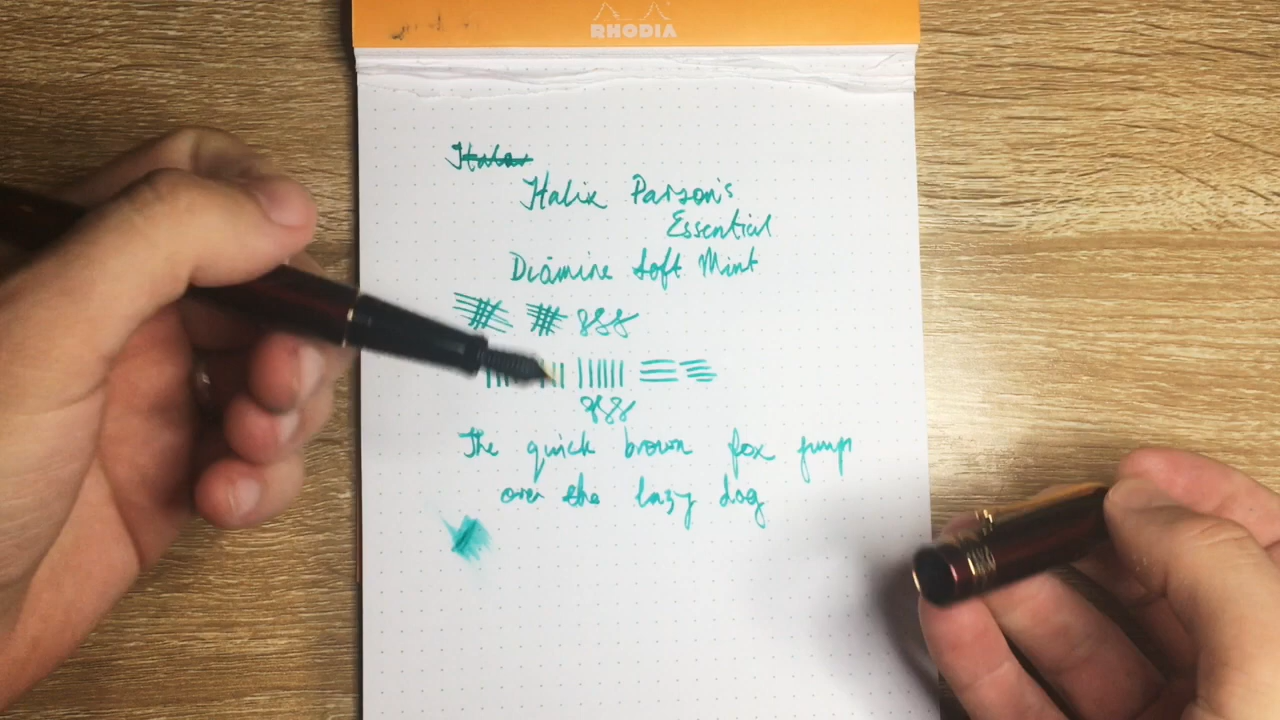 RHODIA
Italix Parson's
Essential
Diamine Soft Mint
888
888
The quick brown fox jump
over the lazy dog